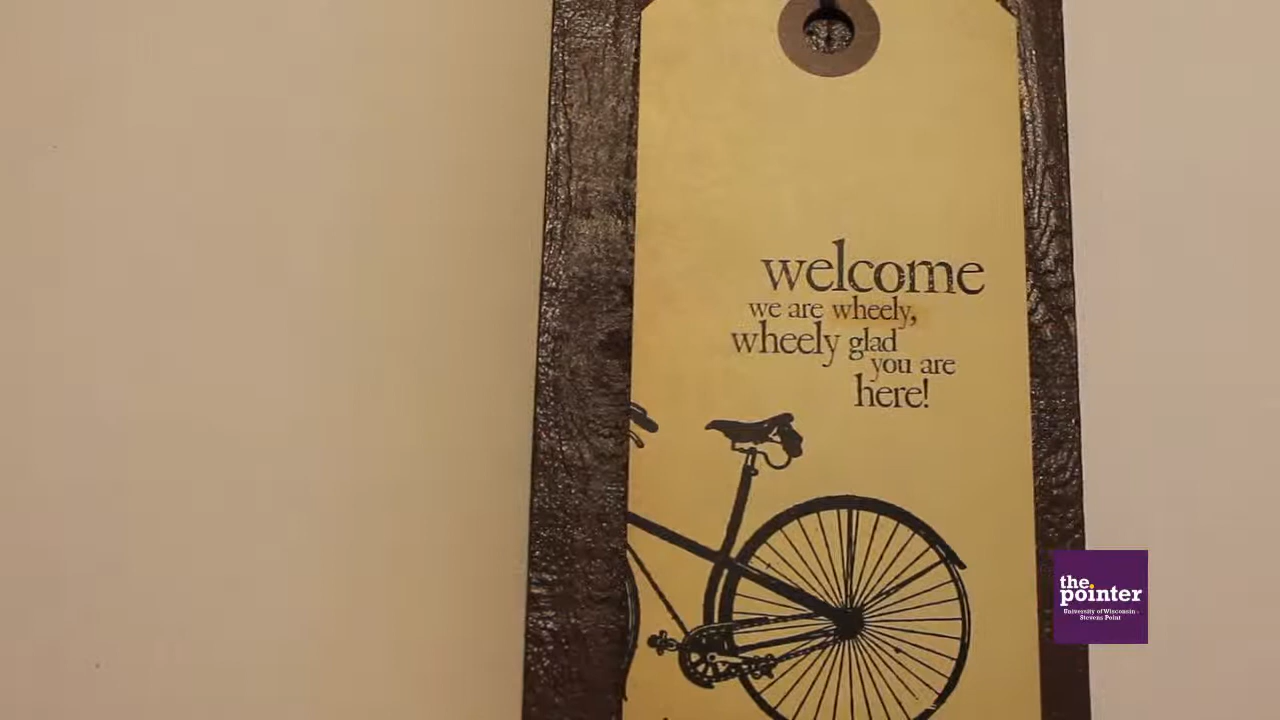 welcome
we are wheely,
wheely glad
you are
here!
the
pointer
University of Wisconsin -
Stevens Point